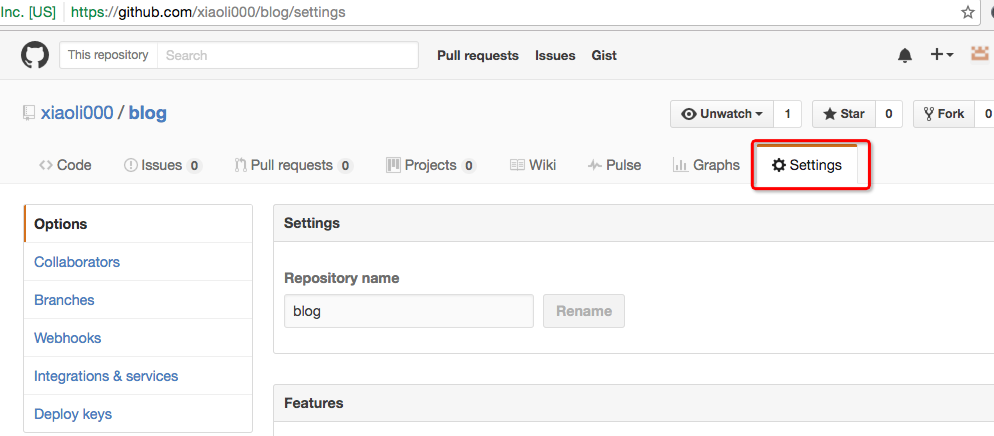 Inc. [US] https://github.com/xiaoli000/blog/settings
This repository Search Pull requests Issues Gist
xiaoli000 / blog Unwatch 1 Star 0 Fork 0
Code Issues 0 Pull requests 0 Projects 0 Wiki Pulse Graphs Settings
Options
Collaborators
Branches
Webhooks
Integrations & services
Deploy keys
Settings
Repository name
blog Rename
Features